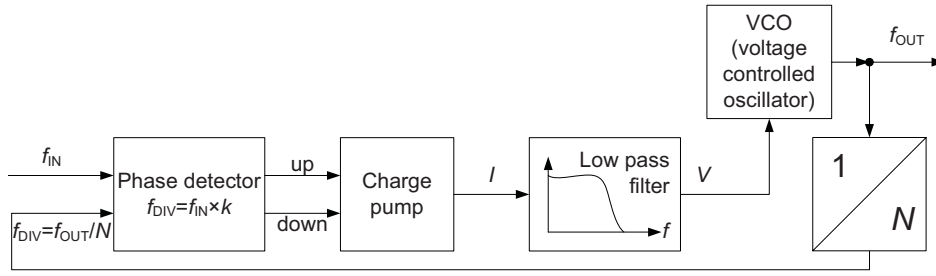 VCO
(voltage
controlled
oscillator)
fOUT
fIN
Phase detector
fDIV=fIN×k
up
down
Charge
pump
I
Low pass
filter
f
V
1
N
fDIV=fOUT/N